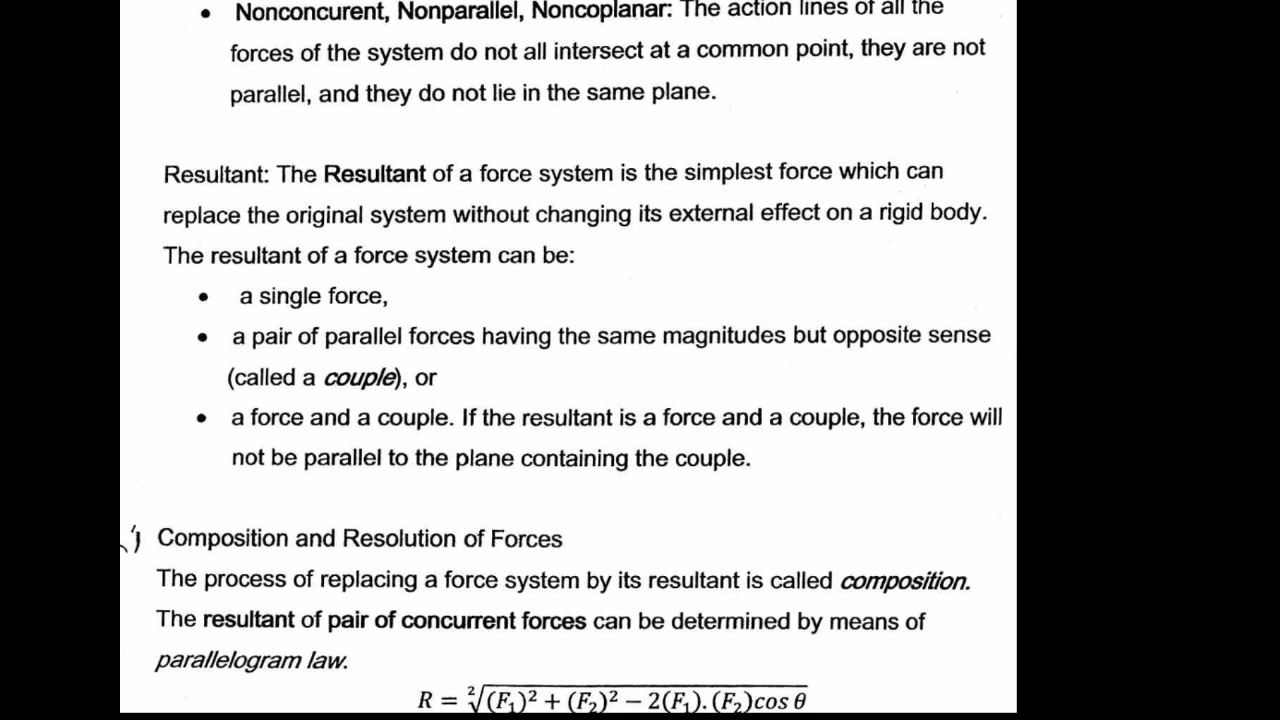 • Nonconcurent, Nonparallel, Noncoplanar: The action lines of all the
forces of the system do not all intersect at a common point, they are not
parallel, and they do not lie in the same plane.
Resultant: The Resultant of a force system is the simplest force which can
replace the original system without changing its external effect on a rigid body.
The resultant of a force system can be:
• a single force,
• a pair of parallel forces having the same magnitudes but opposite sense
(called a couple), or
• a force and a couple. If the resultant is a force and a couple, the force will
not be parallel to the plane containing the couple.
Composition and Resolution of Forces
The process of replacing a force system by its resultant is called composition.
The resultant of pair of concurrent forces can be determined by means of
parallelogram law.
R = ²√(F₁)² + (F₂)² − 2(F₁).(F₂)cos θ